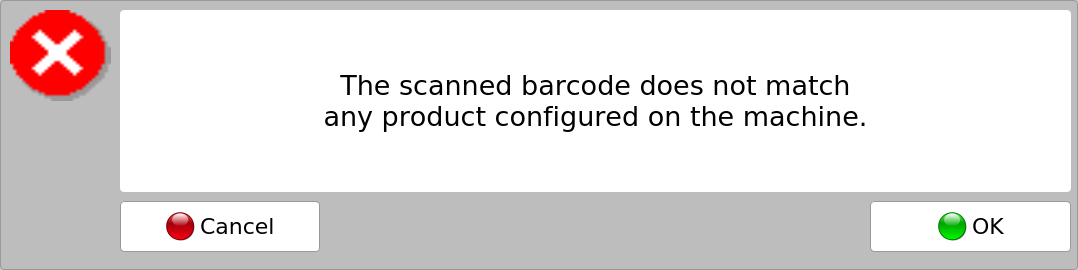 The scanned barcode does not match
any product configured on the machine.
Cancel
OK